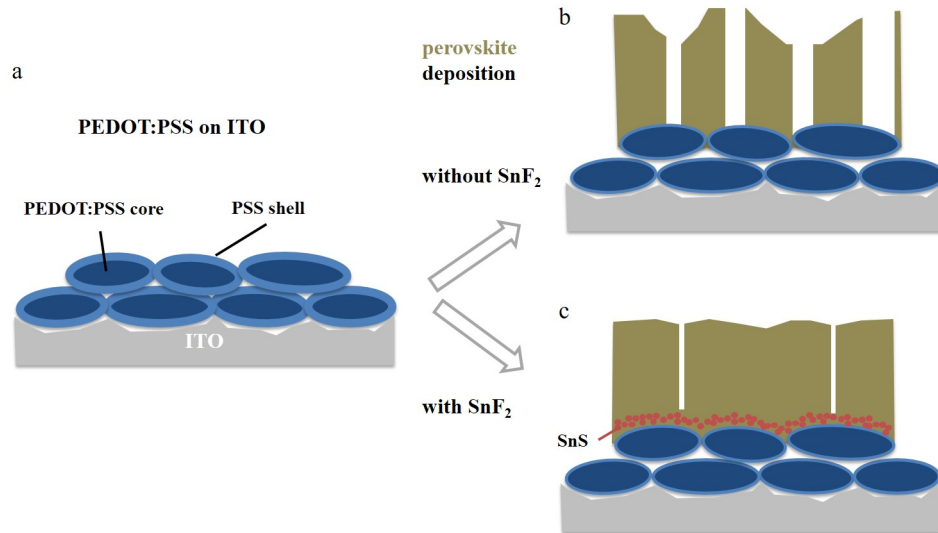 a
PEDOT:PSS on ITO
PEDOT:PSS core
PSS shell
ITO
perovskite
deposition
without SnF₂
with SnF₂
b
c
SnS